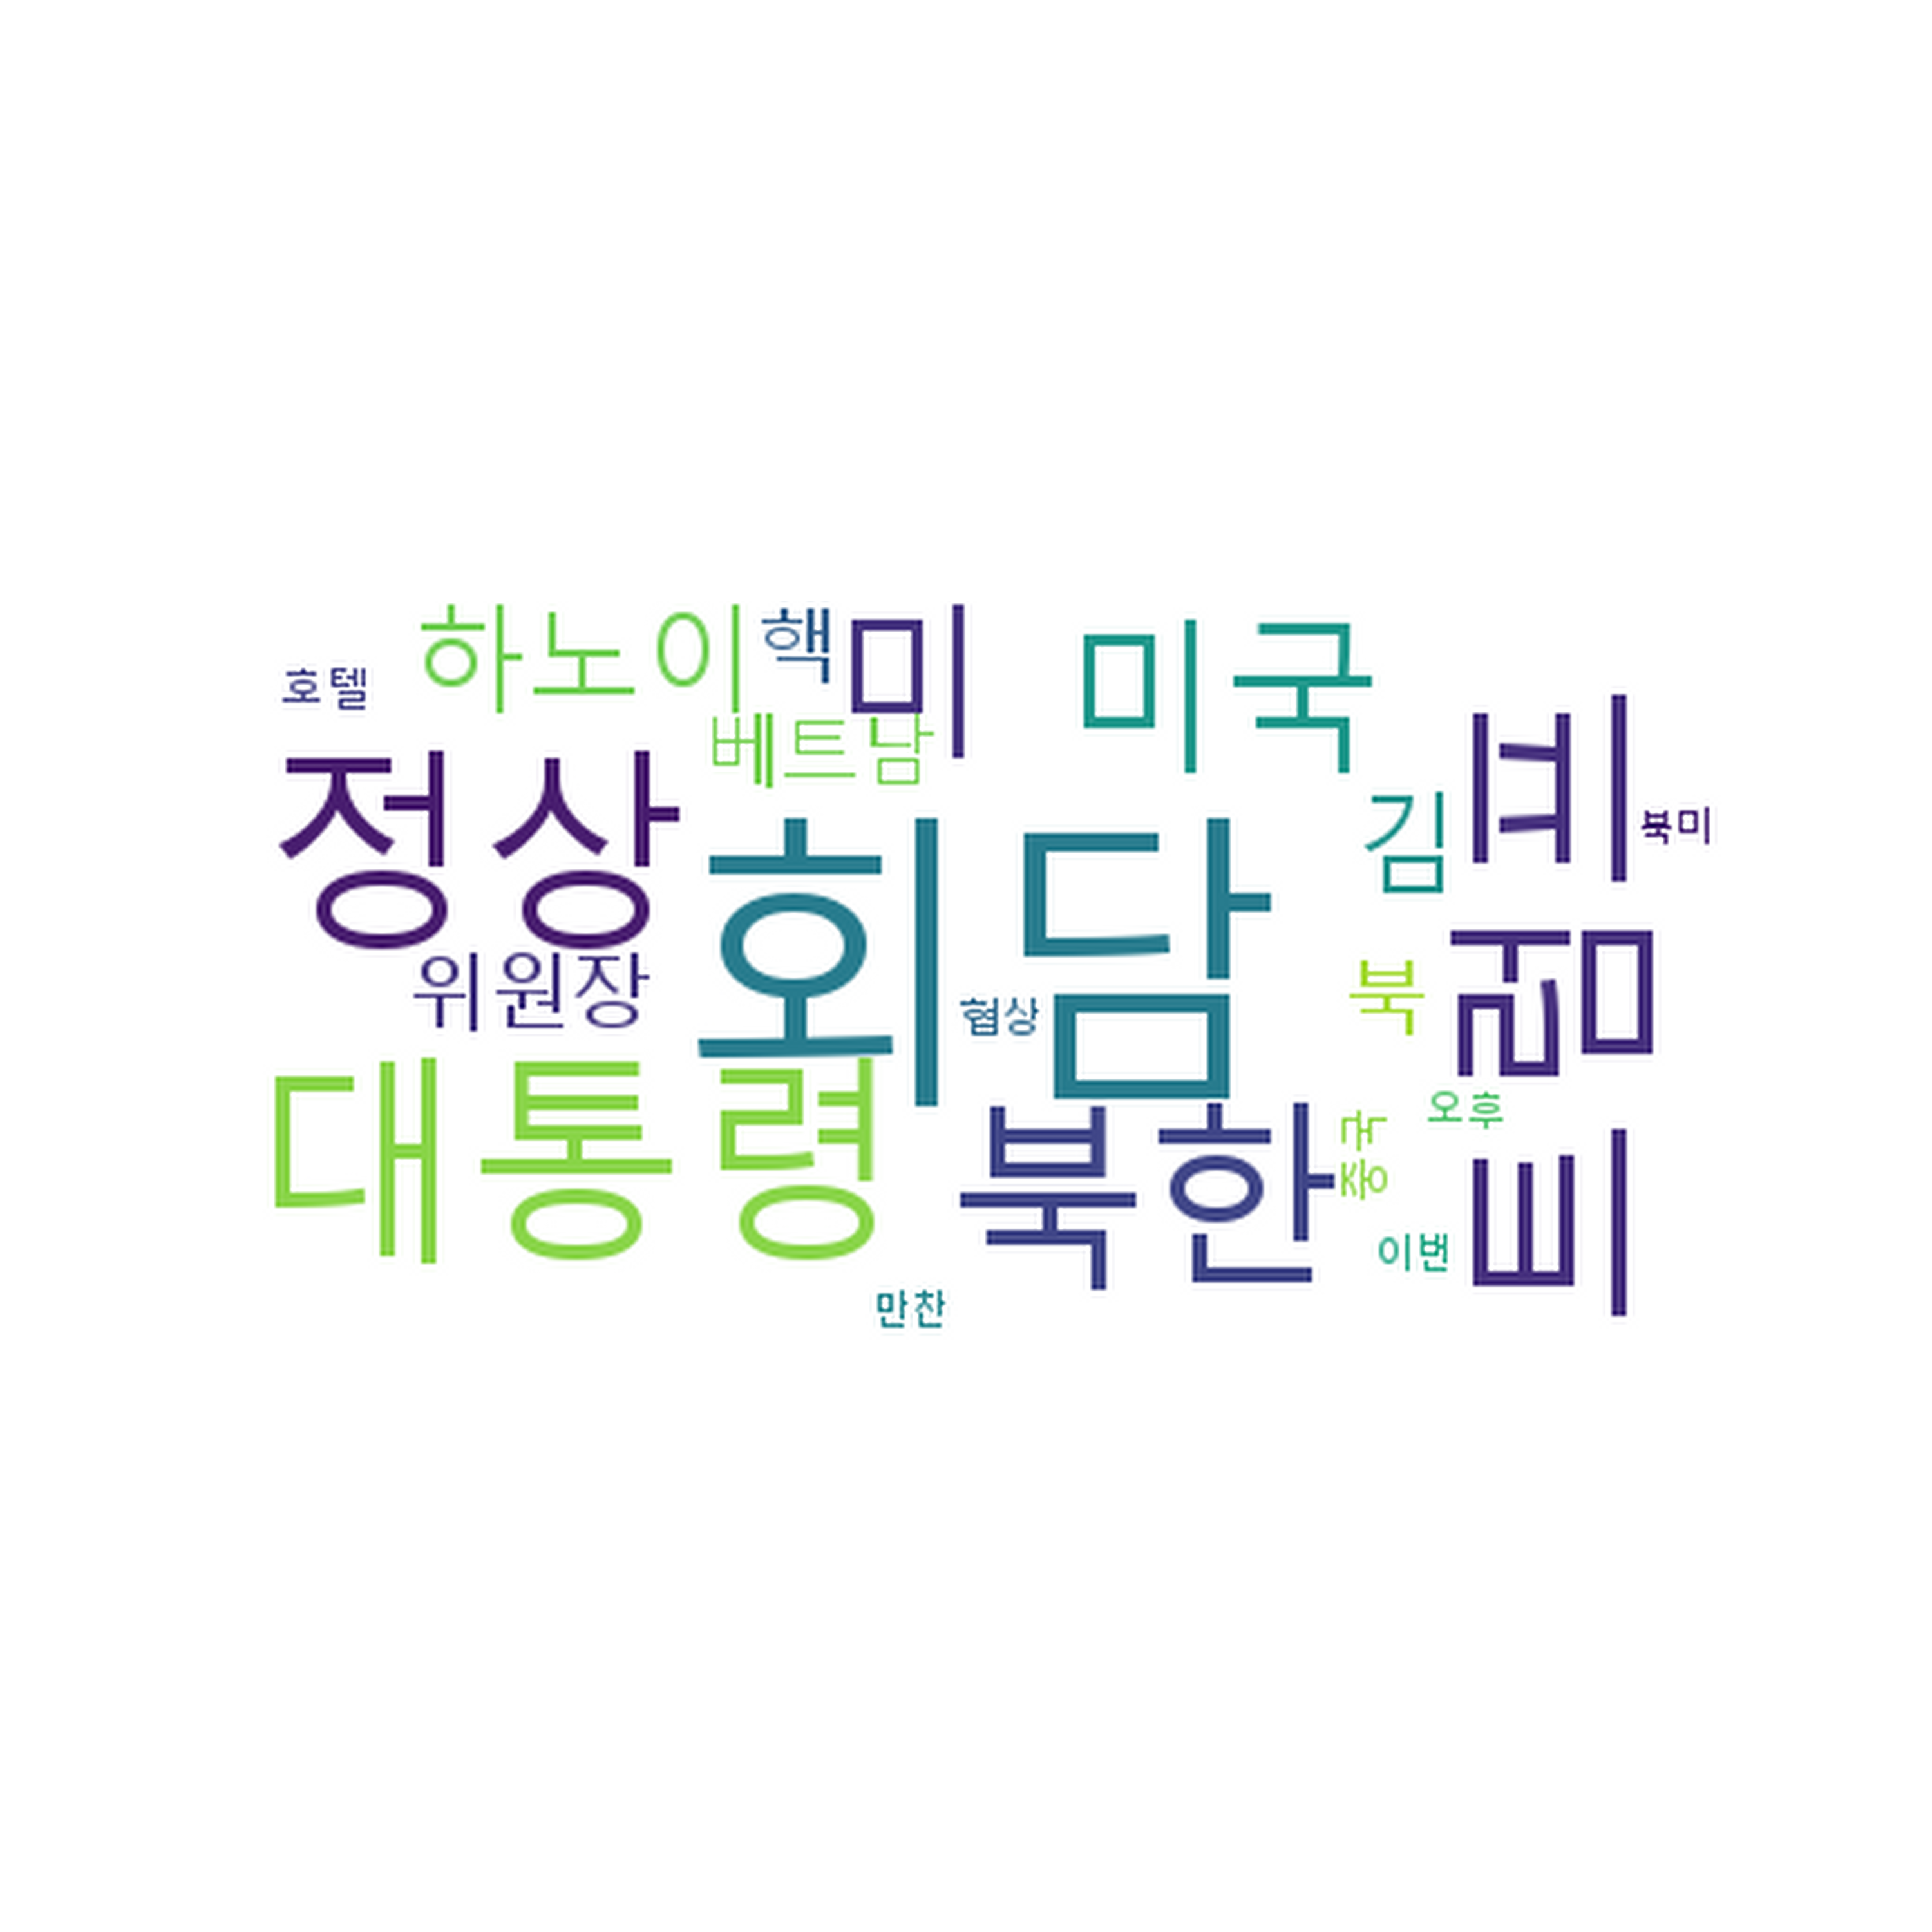 하노이
핵
미
미국
호텔
베트남
트럼프
정상
김
북미
회담
위원장
북
협상
대통령
북한
중국
오후
이번
만찬